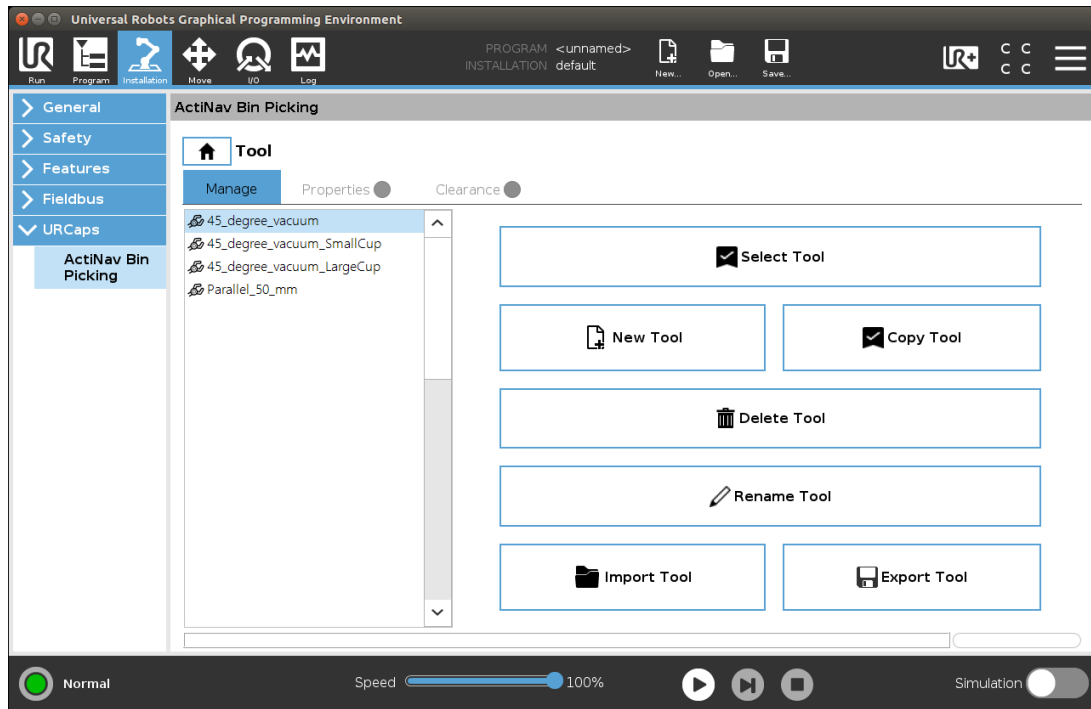 Universal Robots Graphical Programming Environment
UR
Run
Program
Installation
Move
I/O
Log
PROGRAM <unnamed>
INSTALLATION default
New...
Open...
Save...
UR+
C C
C C
General
Safety
Features
Fieldbus
URCaps
ActiNav Bin
Picking
ActiNav Bin Picking
Tool
Manage
Properties
Clearance
45_degree_vacuum
45_degree_vacuum_SmallCup
45_degree_vacuum_LargeCup
Parallel_50_mm
Select Tool
New Tool
Copy Tool
Delete Tool
Rename Tool
Import Tool
Export Tool
Normal
Speed
100%
Simulation